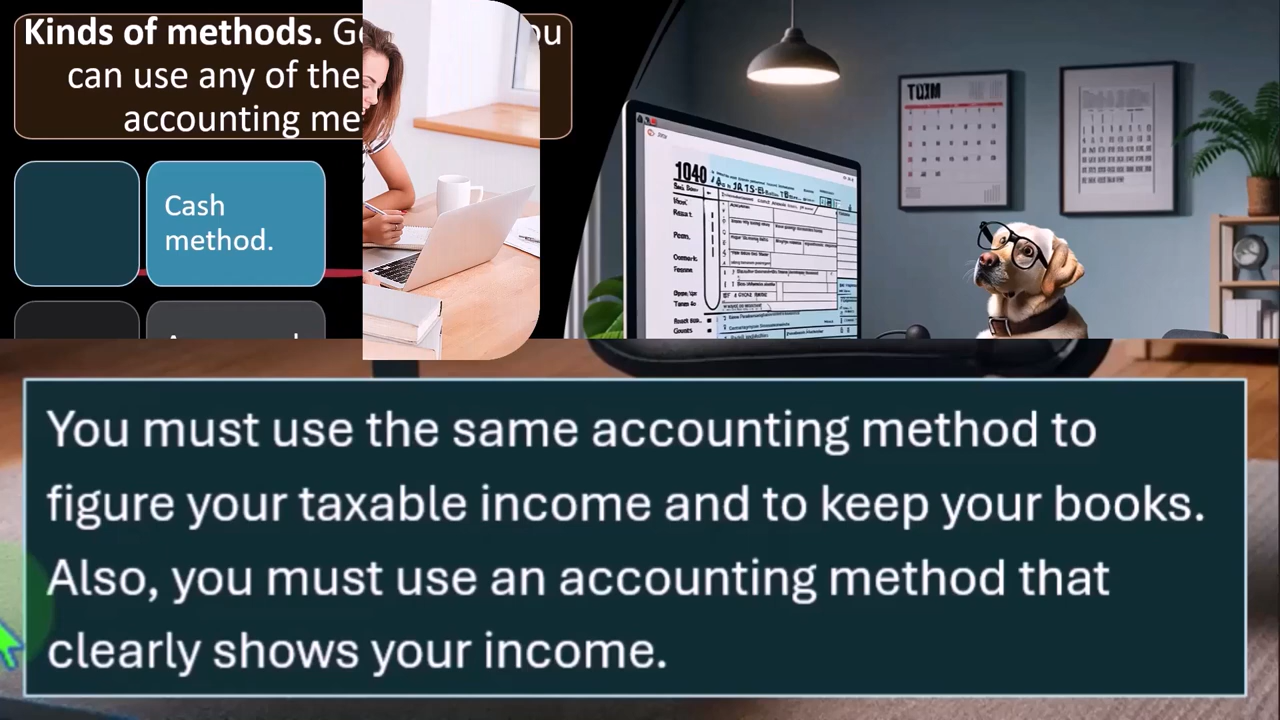 Kinds of methods. G
ou
can use any of the
accounting me
Cash
method.
TOXM
1040
You must use the same accounting method to
figure your taxable income and to keep your books.
Also, you must use an accounting method that
clearly shows your income.